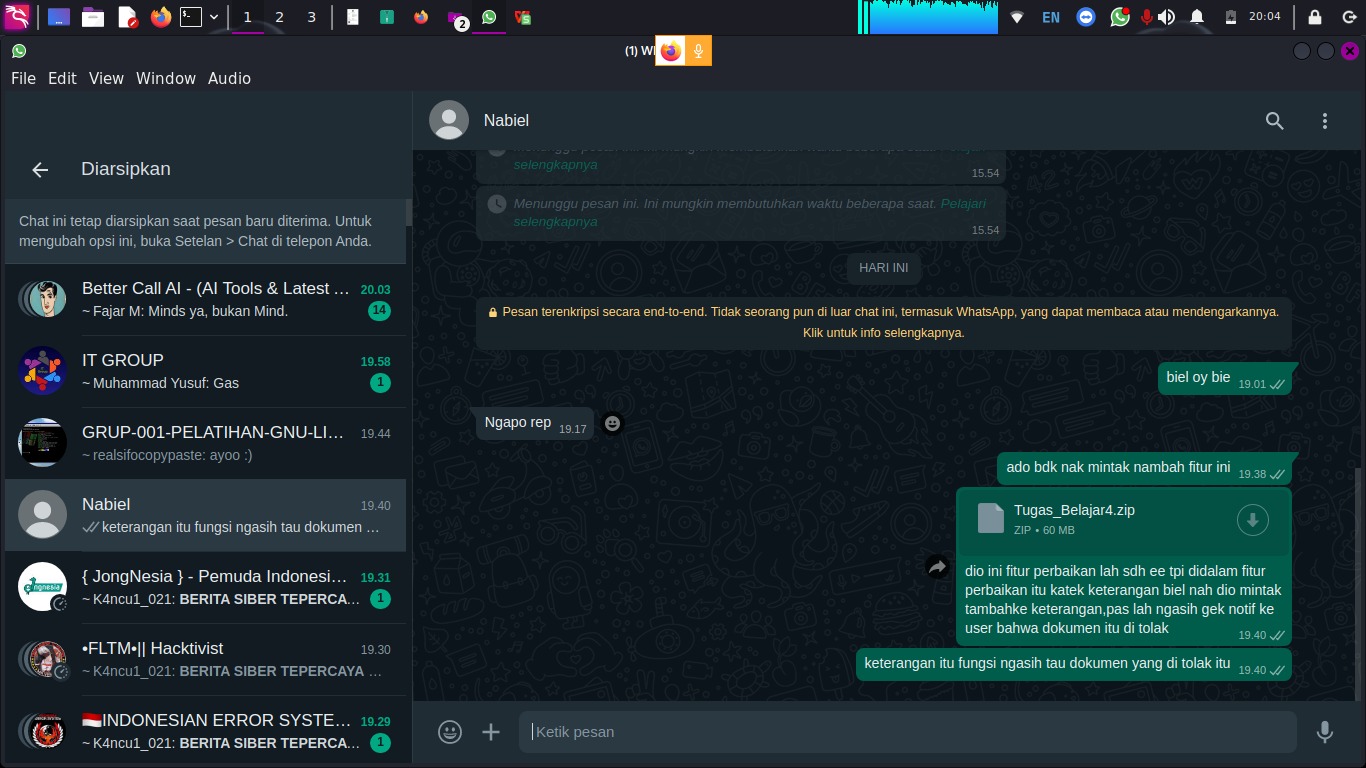 1 2 3
2
EN
20:04
(1) W
File Edit View Window Audio
Diarsipkan
Chat ini tetap diarsipkan saat pesan baru diterima. Untuk
mengubah opsi ini, buka Setelan > Chat di telepon Anda.
Better Call AI - (AI Tools & Latest ...
20.03
~ Fajar M: Minds ya, bukan Mind.
14
IT GROUP
19.58
~ Muhammad Yusuf: Gas
1
GRUP-001-PELATIHAN-GNU-LI...
19.44
~ realsifocopypaste: ayoo :)
Nabiel
19.40
keterangan itu fungsi ngasih tau dokumen ...
{ JongNesia } - Pemuda Indonesi...
19.31
~ K4ncu1_021: BERITA SIBER TEPERCA...
1
•FLTM•|| Hacktivist
19.30
~ K4ncu1_021: BERITA SIBER TEPERCAYA ...
🇮🇩INDONESIAN ERROR SYSTE...
19.29
~ K4ncu1_021: BERITA SIBER TEPERCA...
1
Nabiel
selengkapnya
15.54
Menunggu pesan ini. Ini mungkin membutuhkan waktu beberapa saat. Pelajari
selengkapnya
15.54
HARI INI
Pesan terenkripsi secara end-to-end. Tidak seorang pun di luar chat ini, termasuk WhatsApp, yang dapat membaca atau mendengarkannya.
Klik untuk info selengkapnya.
biel oy bie 19.01
Ngapo rep 19.17
ado bdk nak mintak nambah fitur ini 19.38
Tugas_Belajar4.zip
ZIP • 60 MB
dio ini fitur perbaikan lah sdh ee tpi didalam fitur
perbaikan itu katek keterangan biel nah dio mintak
tambahke keterangan,pas lah ngasih gek notif ke
user bahwa dokumen itu di tolak
19.40
keterangan itu fungsi ngasih tau dokumen yang di tolak itu 19.40
Ketik pesan